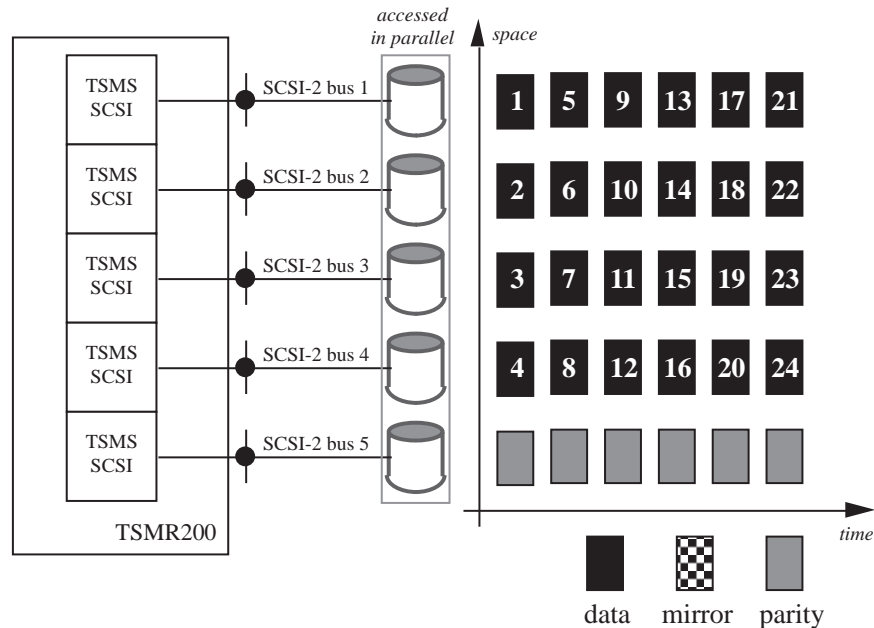 accessed
in parallel
space
TSMS
SCSI
SCSI-2 bus 1
1 5 9 13 17 21
TSMS
SCSI
SCSI-2 bus 2
2 6 10 14 18 22
TSMS
SCSI
SCSI-2 bus 3
3 7 11 15 19 23
TSMS
SCSI
SCSI-2 bus 4
4 8 12 16 20 24
TSMS
SCSI
SCSI-2 bus 5
TSMR200
time
data mirror parity